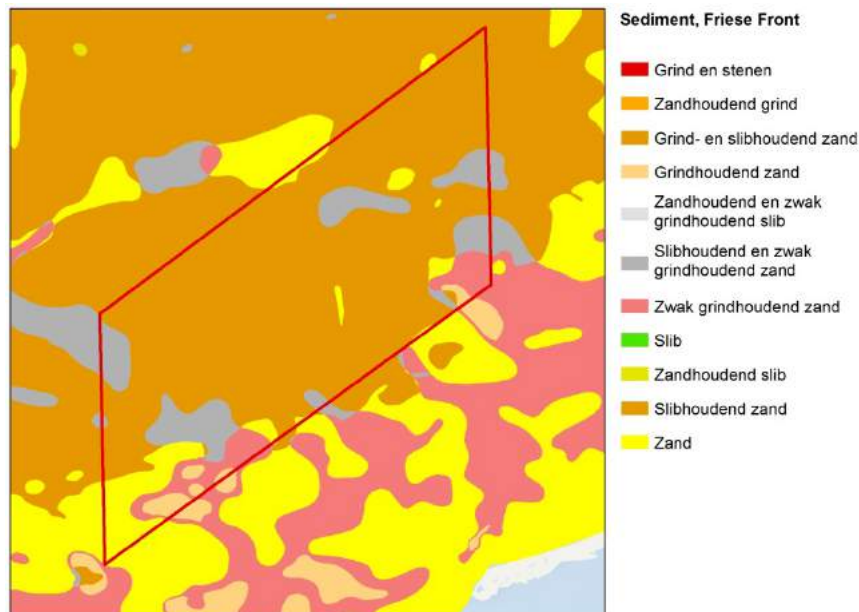 Sediment, Friese Front
Grind en stenen
Zandhoudend grind
Grind- en slibhoudend zand
Grindhoudend zand
Zandhoudend en zwak
grindhoudend slib
Slibhoudend en zwak
grindhoudend zand
Zwak grindhoudend zand
Slib
Zandhoudend slib
Slibhoudend zand
Zand